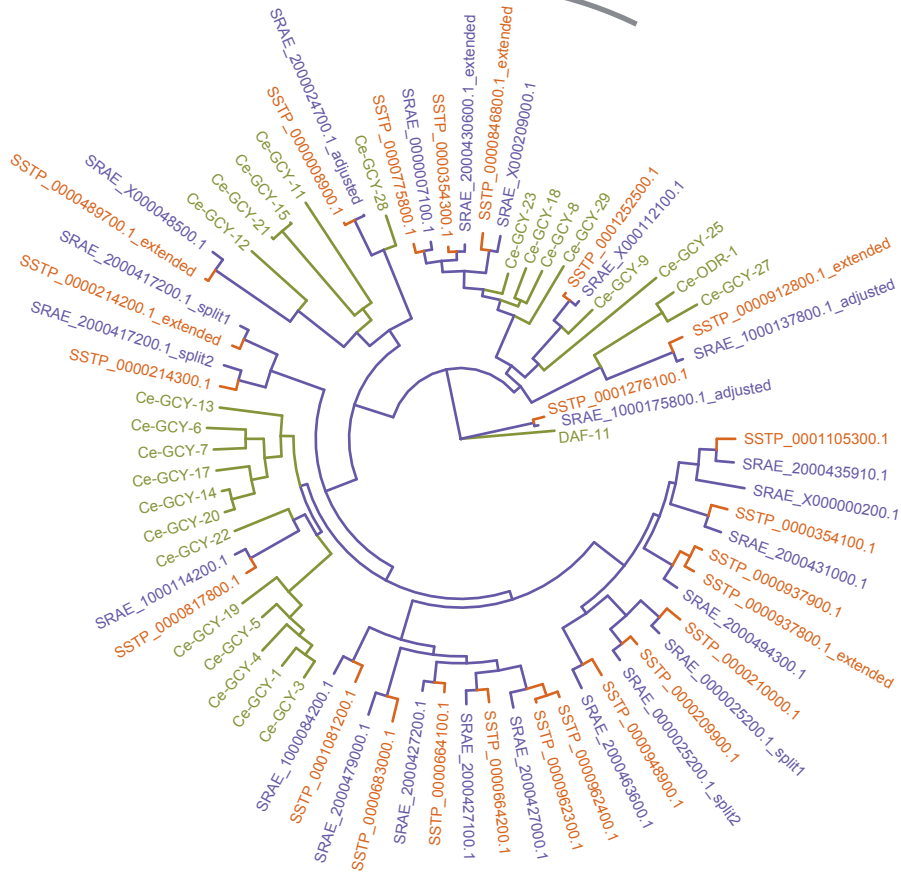 SRAE_2000024700.1_adjusted
SSTP_0000008900.1
Ce-GCY-28
SSTP_0000775800.1
SRAE_0000007100.1
SSTP_0000354300.1
SRAE_2000430600.1_extended
SSTP_0000846800.1_extended
SRAE_X000209000.1
Ce-GCY-23
Ce-GCY-18
Ce-GCY-8
Ce-GCY-29
SSTP_0001252500.1
SRAE_X000112100.1
Ce-GCY-9
Ce-GCY-25
Ce-ODR-1
Ce-GCY-27
SSTP_0000912800.1_extended
SRAE_1000137800.1_adjusted
SSTP_0001276100.1
SRAE_1000175800.1_adjusted
DAF-11
SSTP_0001105300.1
SRAE_2000435910.1
SRAE_X000000200.1
SSTP_0000354100.1
SRAE_2000431000.1
SSTP_0000937900.1
SSTP_0000937800.1_extended
SRAE_2000494300.1
SSTP_0000210000.1
SRAE_0000025200.1_split1
SSTP_0000209900.1
SRAE_0000025200.1_split2
SSTP_0000948900.1
SRAE_2000463600.1
SSTP_0000962400.1
SSTP_0000962300.1
SRAE_2000427000.1
SSTP_0000664200.1
SRAE_2000427100.1
SSTP_0000664100.1
SRAE_2000427200.1
SSTP_0000683000.1
SRAE_2000479000.1
SSTP_0001081200.1
SRAE_1000084200.1
Ce-GCY-3
Ce-GCY-1
Ce-GCY-4
Ce-GCY-5
Ce-GCY-19
SSTP_0000817800.1
SRAE_1000114200.1
Ce-GCY-22
Ce-GCY-20
Ce-GCY-14
Ce-GCY-17
Ce-GCY-7
Ce-GCY-6
Ce-GCY-13
SSTP_0000214300.1
SRAE_2000417200.1_split2
SSTP_0000214200.1_extended
SRAE_2000417200.1_split1
SSTP_0000489700.1_extended
SRAE_X000048500.1
Ce-GCY-12
Ce-GCY-21
Ce-GCY-15
Ce-GCY-11